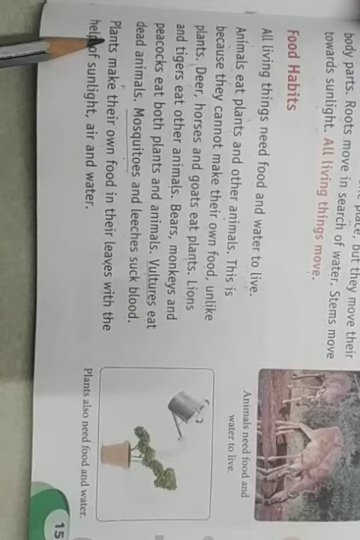 place, but they move their
body parts. Roots move in search of water. Stems move
towards sunlight. All living things move.
Food Habits
All living things need food and water to live.
Animals eat plants and other animals. This is
because they cannot make their own food, unlike
plants. Deer, horses and goats eat plants. Lions
and tigers eat other animals. Bears, monkeys and
peacocks eat both plants and animals. Vultures eat
dead animals. Mosquitoes and leeches suck blood.
Plants make their own food in their leaves with the
help of sunlight, air and water.
Animals need food and
water to live.
Plants also need food and water.
15